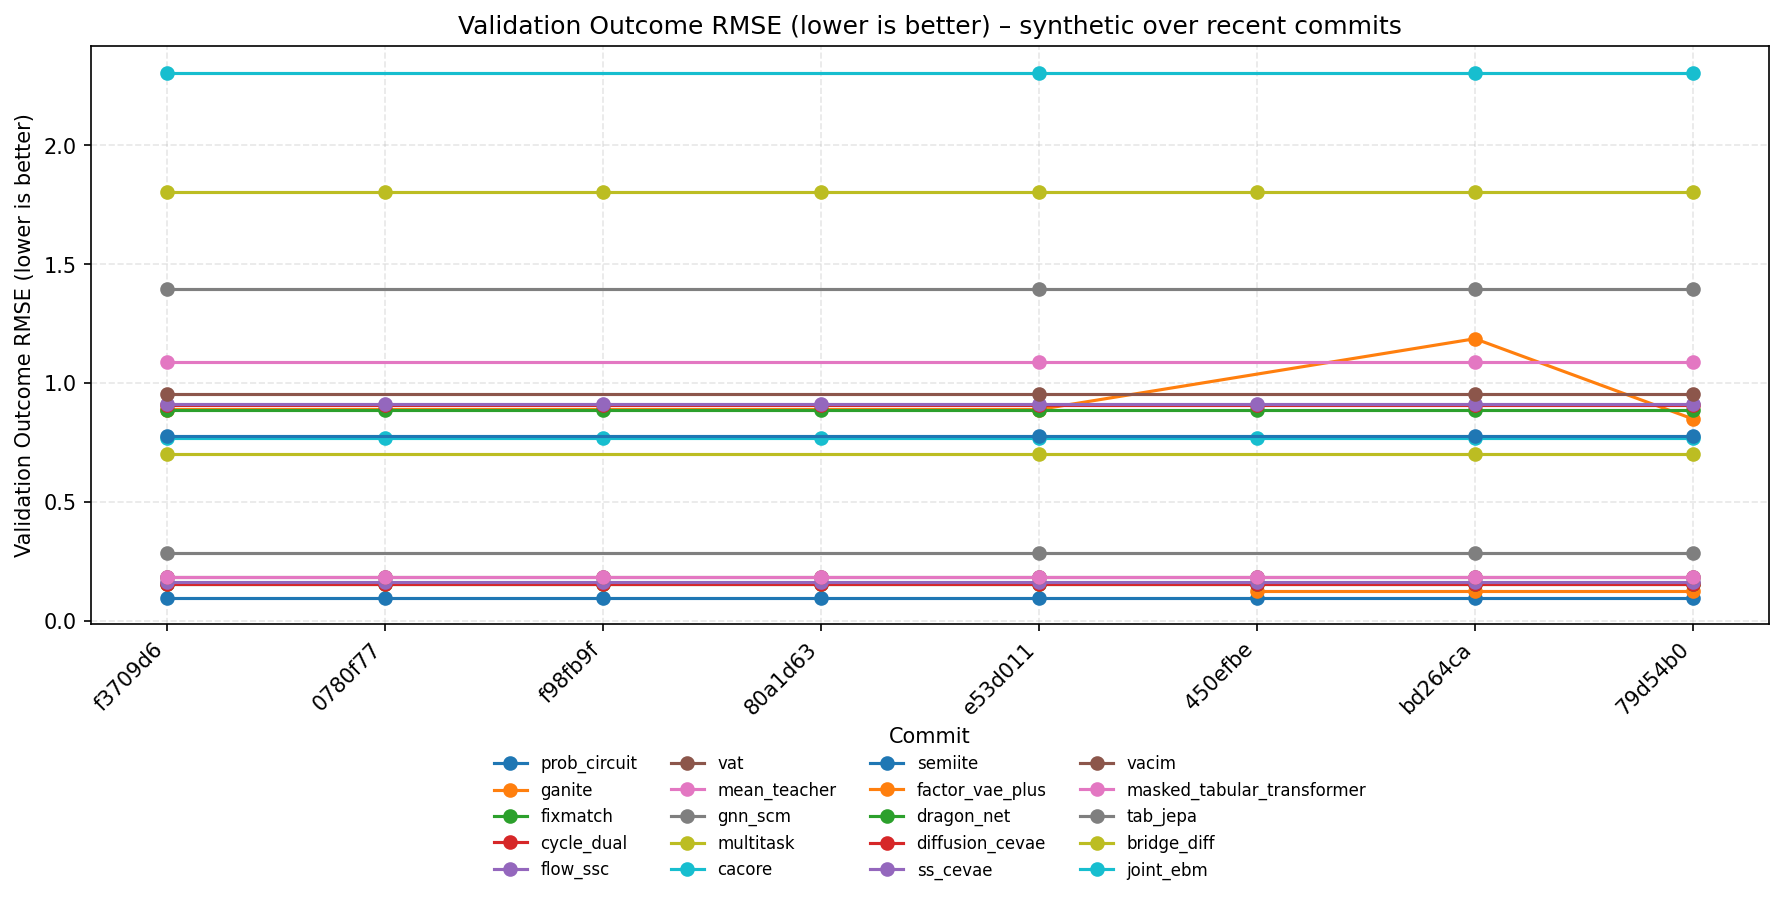 Validation Outcome RMSE (lower is better) – synthetic over recent commits
Validation Outcome RMSE (lower is better)
2.0
1.5
1.0
0.5
0.0
f3709d6
0780f77
f98fb9f
80a1d63
e53d011
450efbe
bd264ca
79d54b0
Commit
prob_circuit
ganite
fixmatch
cycle_dual
flow_ssc
vat
mean_teacher
gnn_scm
multitask
cacore
semiite
factor_vae_plus
dragon_net
diffusion_cevae
ss_cevae
vacim
masked_tabular_transformer
tab_jepa
bridge_diff
joint_ebm